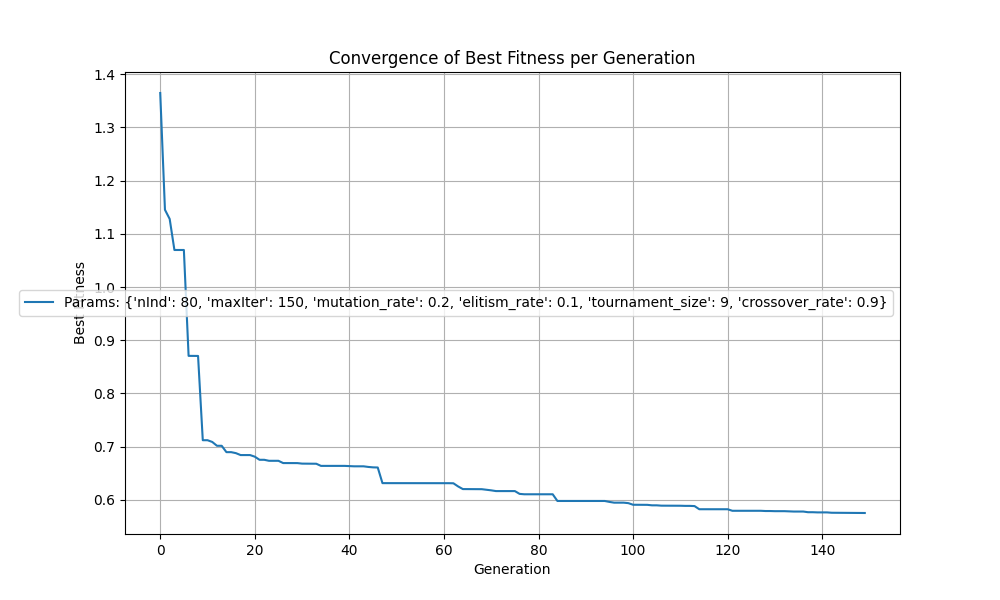 Convergence of Best Fitness per Generation
1.4
1.3
1.2
1.1
1.0
0.9
0.8
0.7
0.6
Best
Params: {'nInd': 80, 'maxIter': 150, 'mutation_rate': 0.2, 'elitism_rate': 0.1, 'tournament_size': 9, 'crossover_rate': 0.9}
0 20 40 60 80 100 120 140
Generation